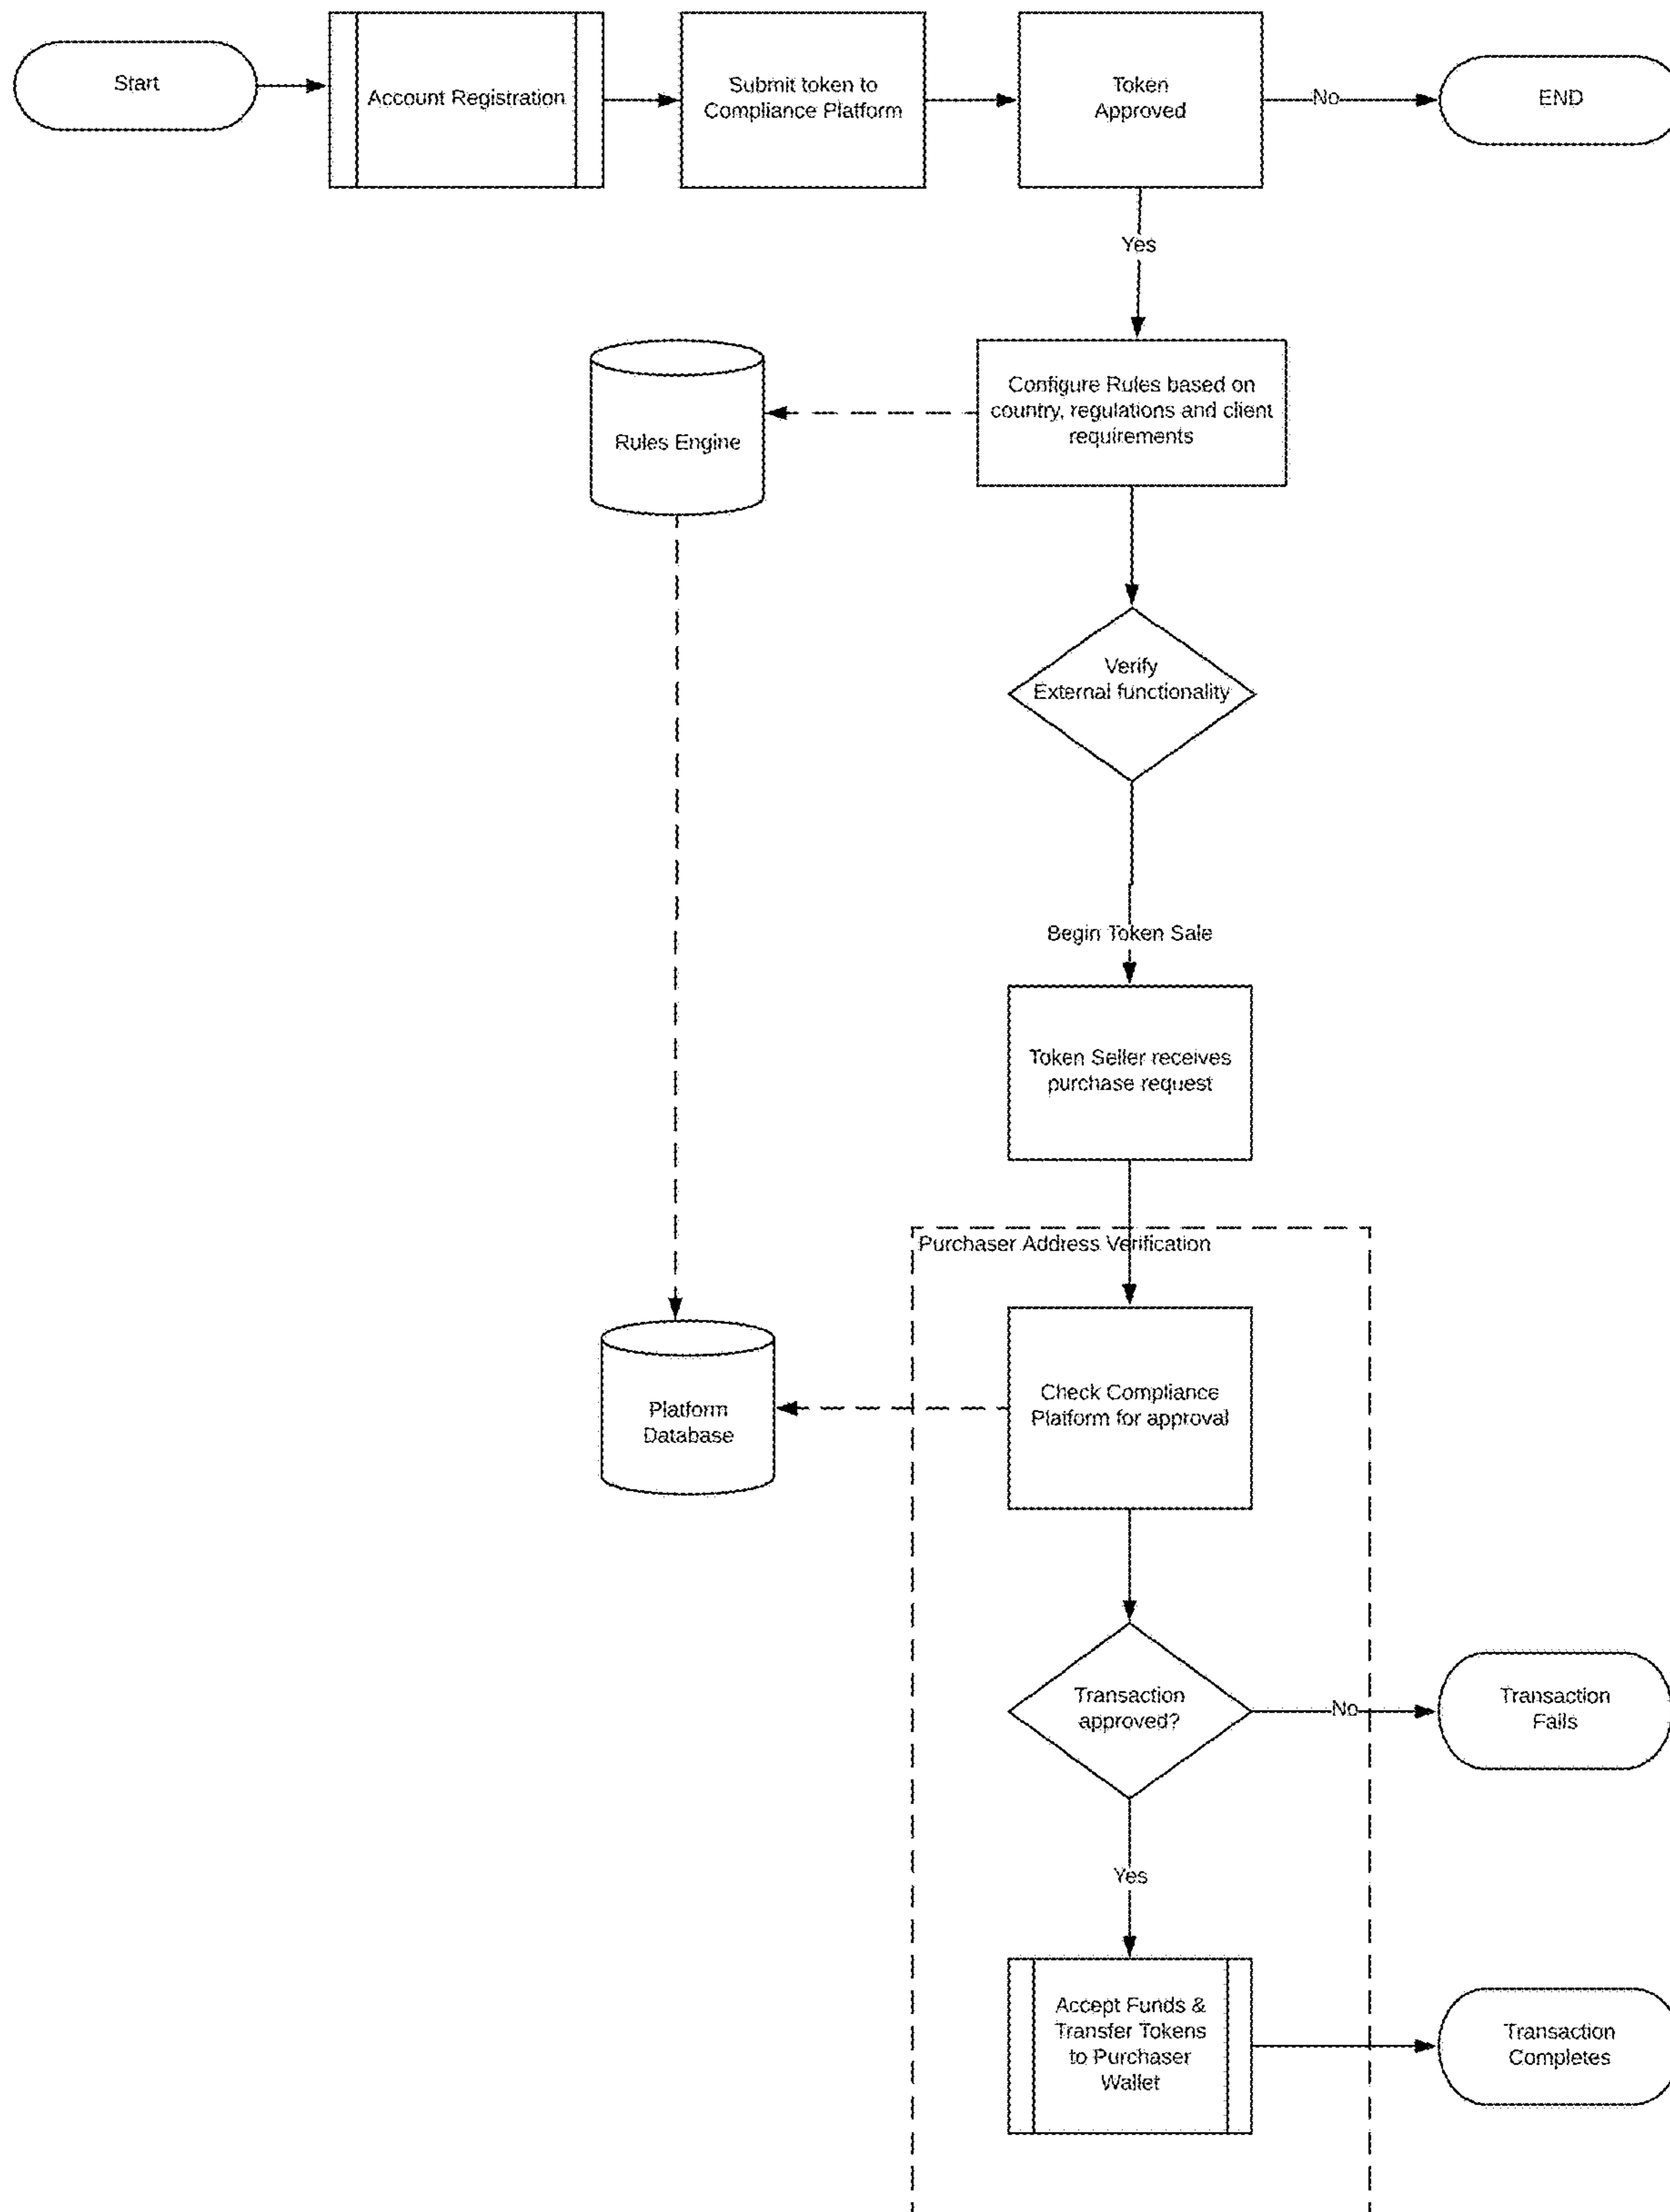 Start
Account Registration
Submit token to
Compliance Platform
Token
Approved
No
END
Yes
Rules Engine
Configure Rules based on
country, regulations and client
requirements
Verify
External functionality
Begin Token Sale
Token Seller receives
purchase request
Purchaser Address Verification
Platform
Database
Check Compliance
Platform for approval
Transaction
approved?
No
Transaction
Fails
Yes
Accept Funds &
Transfer Tokens
to Purchaser
Wallet
Transaction
Completes